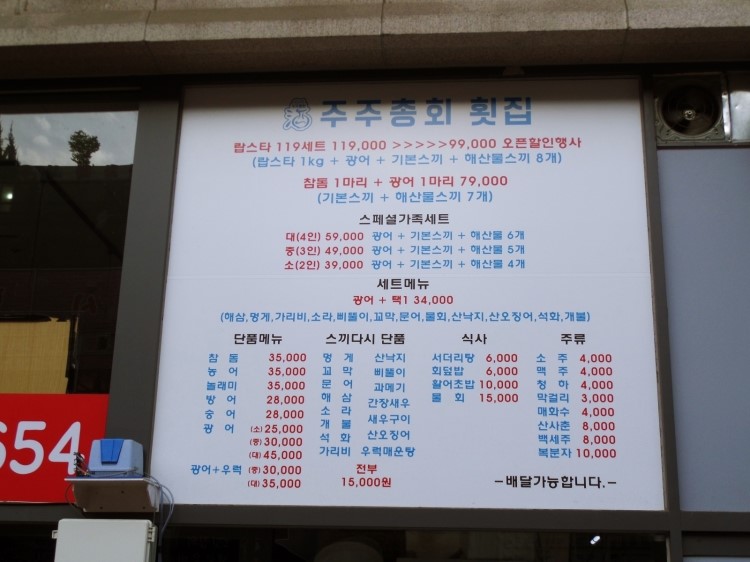 주주총회 횟집
랍스타 119세트 119,000 >>>>>99,000 오픈할인행사
(랍스타 1kg + 광어 + 기본스끼 + 해산물스끼 8개)
참돔 1마리 + 광어 1마리 79,000
(기본스끼 + 해산물스끼 7개)
스페셜가족세트
대(4인) 59,000 광어 + 기본스끼 + 해산물 6개
중(3인) 49,000 광어 + 기본스끼 + 해산물 5개
소(2인) 39,000 광어 + 기본스끼 + 해산물 4개
세트메뉴
광어 + 택1 34,000
(해삼,멍게,가리비,소라,삐뚤이,꼬막,문어,물회,산낙지,산오징어,석화,개불)
단품메뉴
참 돔 35,000
농 어 35,000
놀래미 35,000
방 어 28,000
숭 어 28,000
광 어 (소) 25,000
(중) 30,000
(대) 45,000
광어+우럭 (중) 30,000
(대) 35,000
스끼다시 단품
멍 게 산낙지
꼬 막 삐뚤이
문 어 과메기
해 삼 간장새우
소 라 새우구이
개 불 산오징어
석 화 우럭매운탕
가리비
전부
15,000원
식사
서더리탕 6,000
회덮밥 6,000
활어초밥 10,000
물 회 15,000
주류
소 주 4,000
맥 주 4,000
청 하 4,000
막걸리 3,000
매화수 4,000
산사춘 8,000
백세주 8,000
복분자 10,000
-배달가능합니다.-
654